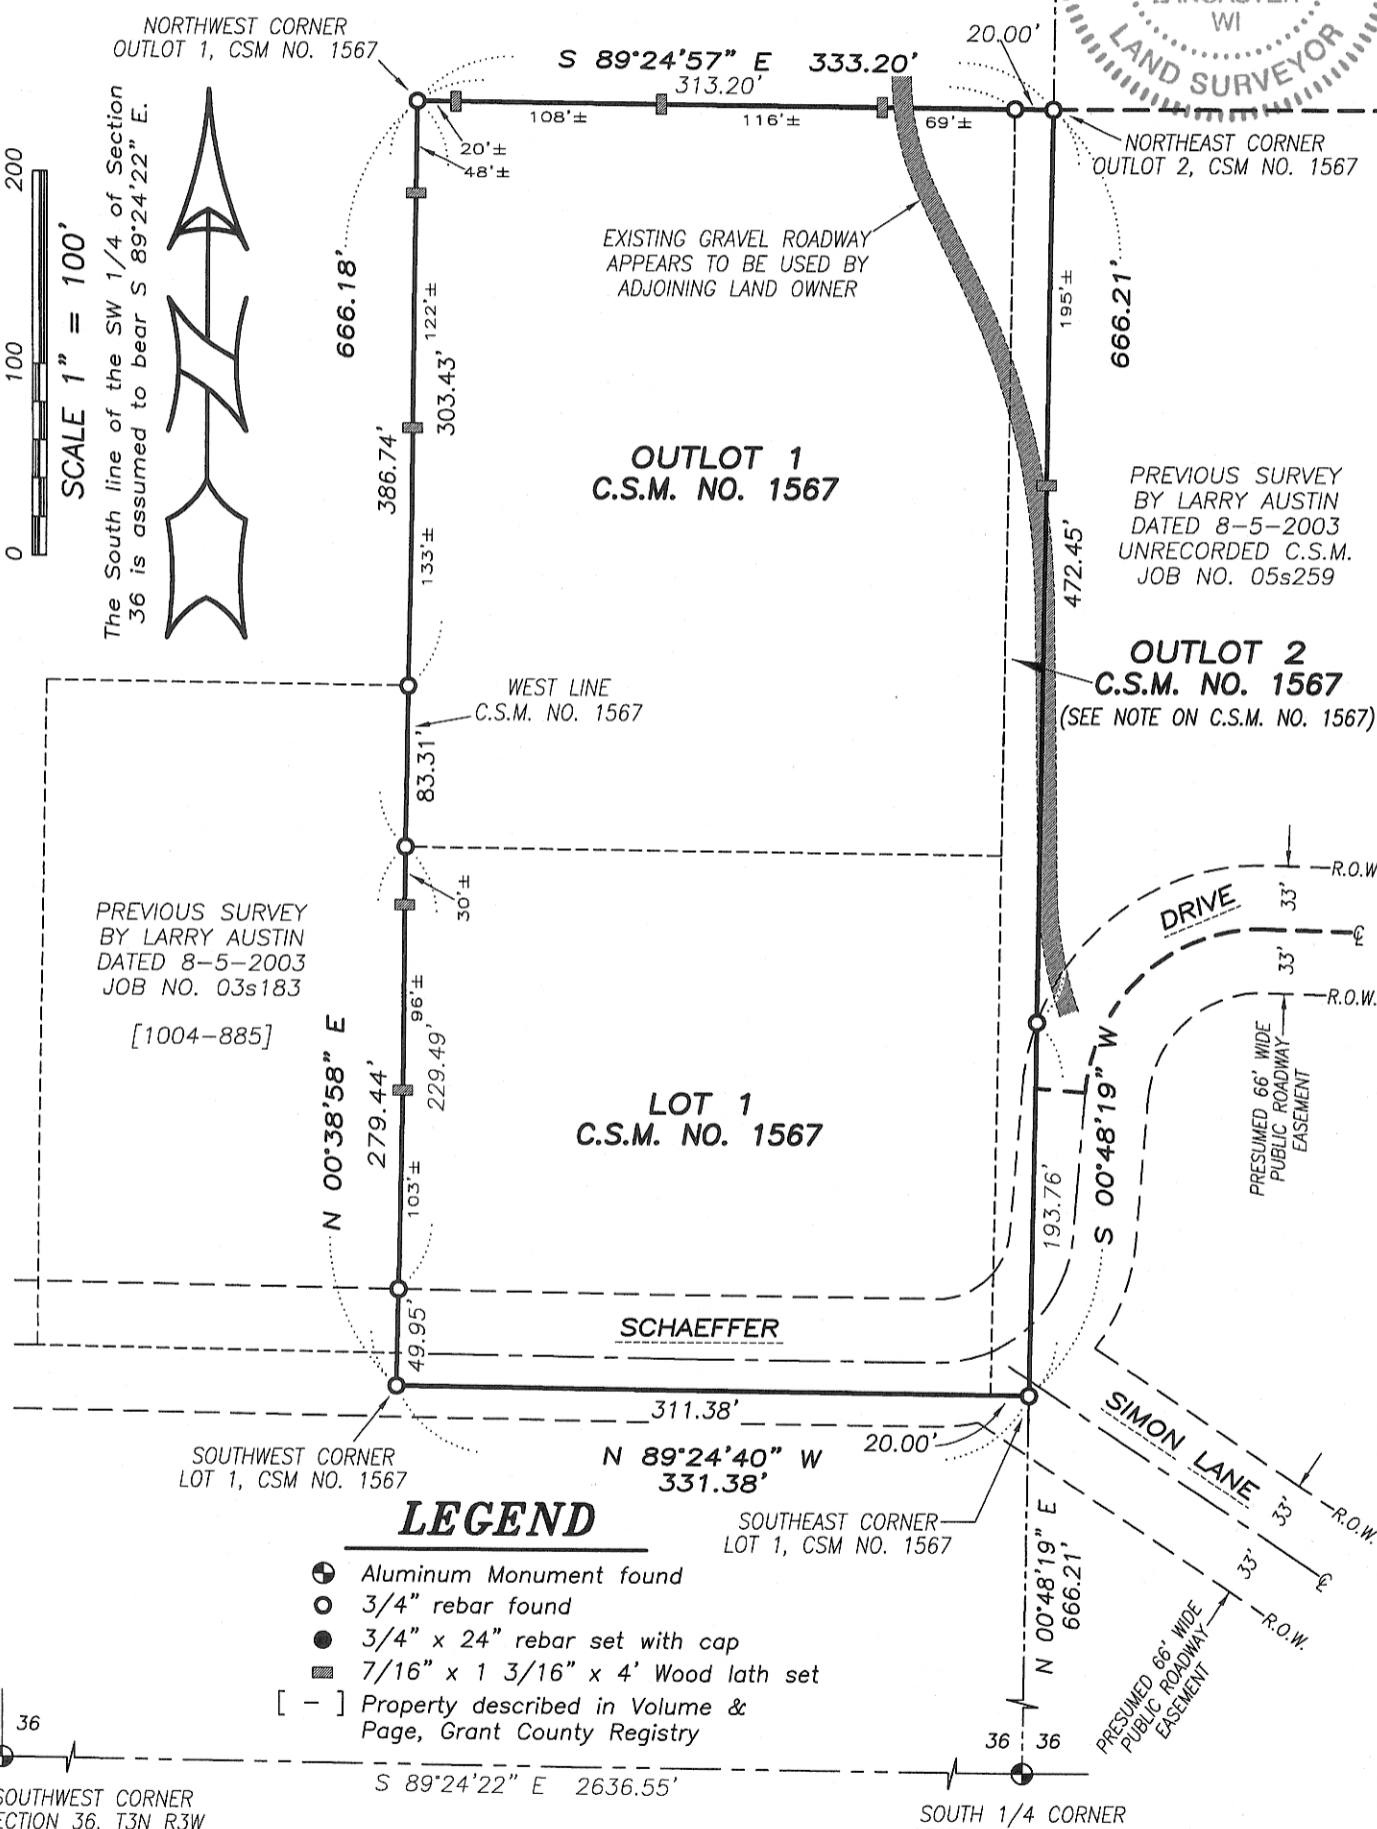 LANCASTER
WI
LAND SURVEYOR
NORTHWEST CORNER
OUTLOT 1, CSM NO. 1567
S 89°24'57" E 333.20'
313.20'
20.00'
108'±
116'±
69'±
20'±
48'±
NORTHEAST CORNER
OUTLOT 2, CSM NO. 1567
0 100 200
SCALE 1" = 100'
The South line of the SW 1/4 of Section
36 is assumed to bear S 89°24'22" E.
EXISTING GRAVEL ROADWAY
APPEARS TO BE USED BY
ADJOINING LAND OWNER
666.18'
122'±
303.43'
386.74'
133'±
195'±
666.21'
OUTLOT 1
C.S.M. NO. 1567
PREVIOUS SURVEY
BY LARRY AUSTIN
DATED 8-5-2003
UNRECORDED C.S.M.
JOB NO. 05s259
472.45'
OUTLOT 2
C.S.M. NO. 1567
(SEE NOTE ON C.S.M. NO. 1567)
WEST LINE
C.S.M. NO. 1567
83.31'
30'±
PREVIOUS SURVEY
BY LARRY AUSTIN
DATED 8-5-2003
JOB NO. 03s183
[1004-885]
96'±
229.49'
N 00°38'58" E
279.44'
103'±
LOT 1
C.S.M. NO. 1567
DRIVE
R.O.W.
33'
℄
33'
R.O.W.
PRESUMED 66' WIDE
PUBLIC ROADWAY
EASEMENT
S 00°48'19" W
193.76'
SCHAEFFER
49.95'
311.38'
20.00'
N 89°24'40" W
331.38'
SOUTHWEST CORNER
LOT 1, CSM NO. 1567
SOUTHEAST CORNER
LOT 1, CSM NO. 1567
SIMON LANE
33'
33'
R.O.W.
℄
R.O.W.
PRESUMED 66' WIDE
PUBLIC ROADWAY
EASEMENT
N 00°48'19" E
666.21'
LEGEND
Aluminum Monument found
3/4" rebar found
3/4" x 24" rebar set with cap
7/16" x 1 3/16" x 4' Wood lath set
[ - ] Property described in Volume &
Page, Grant County Registry
36
36 36
S 89°24'22" E 2636.55'
SOUTHWEST CORNER
SECTION 36, T3N R3W
SOUTH 1/4 CORNER